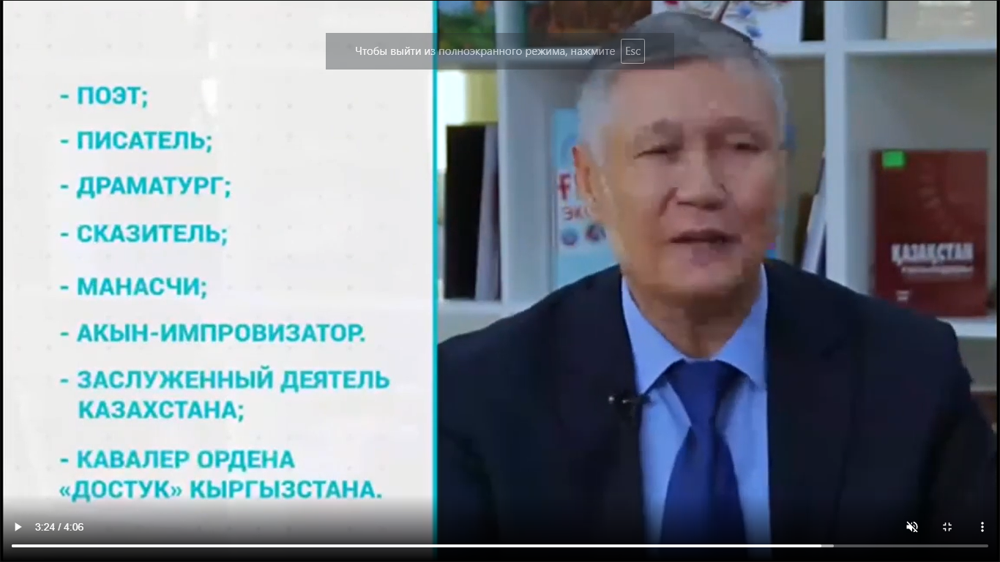 Чтобы выйти из полноэкранного режима, нажмите Esc
- ПОЭТ;
- ПИСАТЕЛЬ;
- ДРАМАТУРГ;
- СКАЗИТЕЛЬ;
- МАНАСЧИ;
- АКЫН-ИМПРОВИЗАТОР.
- ЗАСЛУЖЕННЫЙ ДЕЯТЕЛЬ
КАЗАХСТАНА;
- КАВАЛЕР ОРДЕНА
«ДОСТУК» КЫРГЫЗСТАНА.
ҚАЗАҚСТАН
3:24 / 4:06